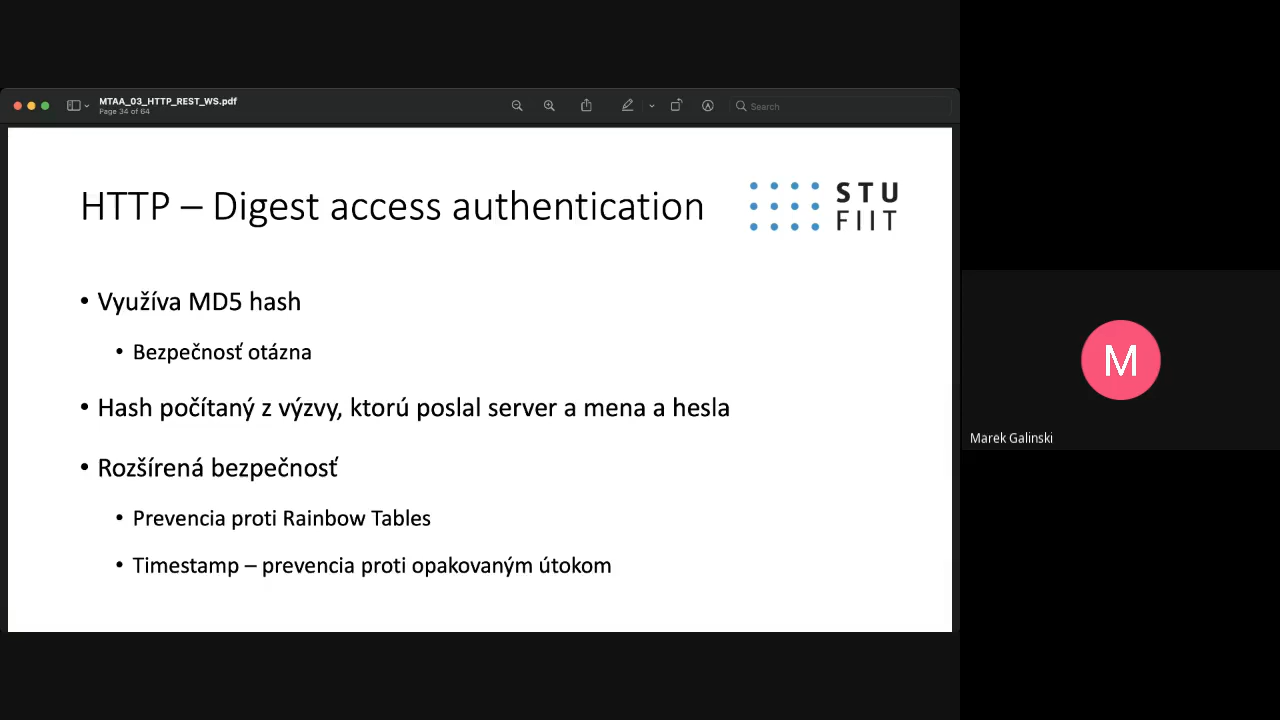 MTAA_03_HTTP_REST_WS.pdf
Page 34 of 64
Search
HTTP – Digest access authentication
STU
FIIT
• Využíva MD5 hash
• Bezpečnosť otázna
• Hash počítaný z výzvy, ktorú poslal server a mena a hesla
• Rozšírená bezpečnosť
• Prevencia proti Rainbow Tables
• Timestamp – prevencia proti opakovaným útokom
M
Marek Galinski